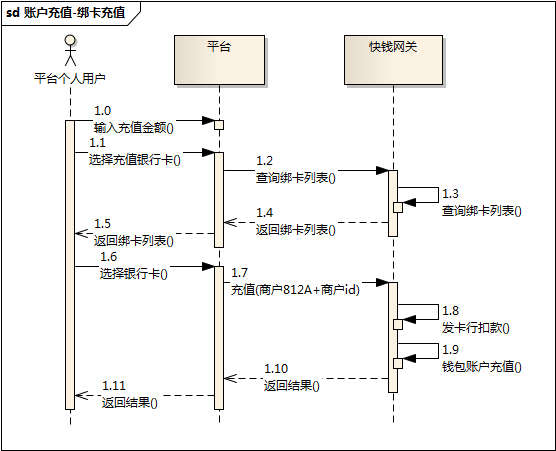 sd 账户充值-绑卡充值
平台个人用户
平台
快钱网关
1.0
输入充值金额()
1.1
选择充值银行卡()
1.2
查询绑卡列表()
1.3
查询绑卡列表()
1.4
返回绑卡列表()
1.5
返回绑卡列表()
1.6
选择银行卡()
1.7
充值(商户812A+商户id)
1.8
发卡行扣款()
1.9
钱包账户充值()
1.10
返回结果()
1.11
返回结果()